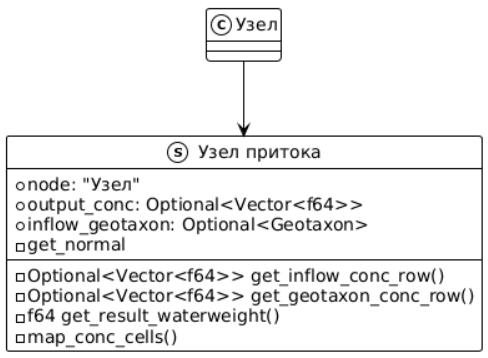 C Узел
S Узел притока
node: "Узел"
output_conc: Optional<Vector<f64>>
inflow_geotaxon: Optional<Geotaxon>
get_normal
Optional<Vector<f64>> get_inflow_conc_row()
Optional<Vector<f64>> get_geotaxon_conc_row()
f64 get_result_waterweight()
map_conc_cells()